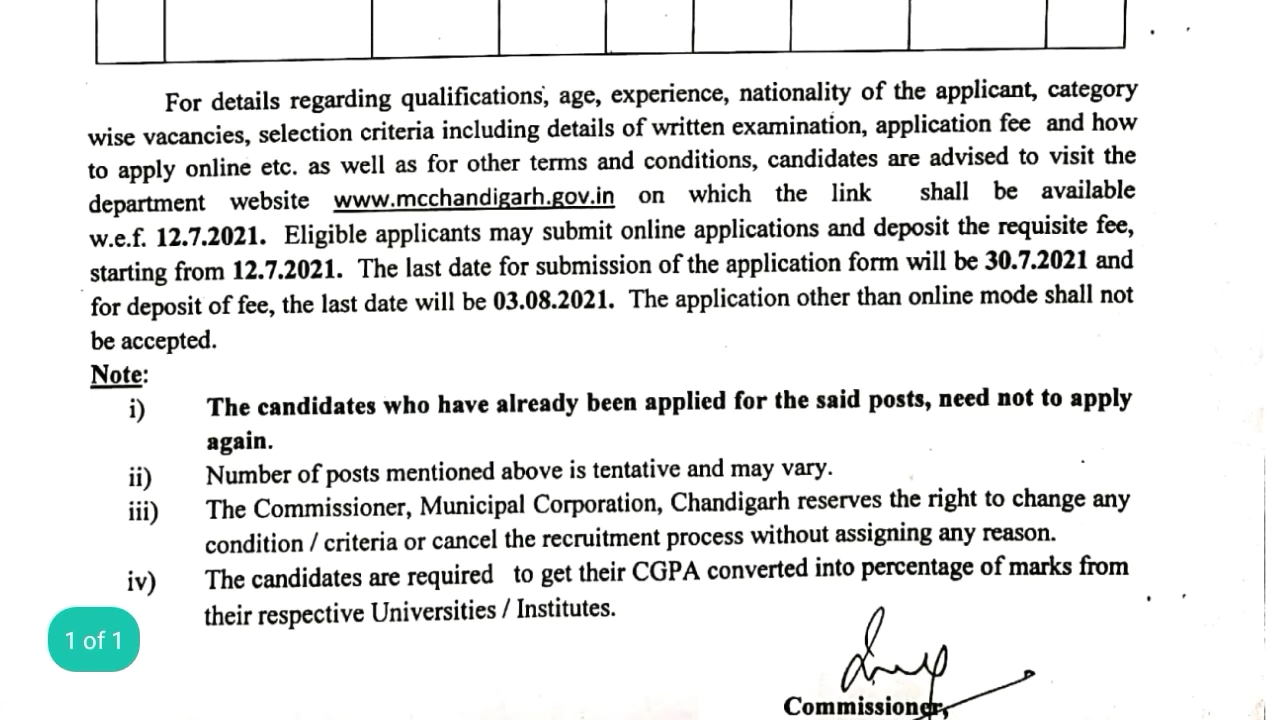 For details regarding qualifications, age, experience, nationality of the applicant, category
wise vacancies, selection criteria including details of written examination, application fee and how
to apply online etc. as well as for other terms and conditions, candidates are advised to visit the
department website www.mcchandigarh.gov.in on which the link shall be available
w.e.f. 12.7.2021. Eligible applicants may submit online applications and deposit the requisite fee,
starting from 12.7.2021. The last date for submission of the application form will be 30.7.2021 and
for deposit of fee, the last date will be 03.08.2021. The application other than online mode shall not
be accepted.
Note:
i) The candidates who have already been applied for the said posts, need not to apply
again.
ii) Number of posts mentioned above is tentative and may vary.
iii) The Commissioner, Municipal Corporation, Chandigarh reserves the right to change any
condition / criteria or cancel the recruitment process without assigning any reason.
iv) The candidates are required to get their CGPA converted into percentage of marks from
their respective Universities / Institutes.
1 of 1
Commissioner,